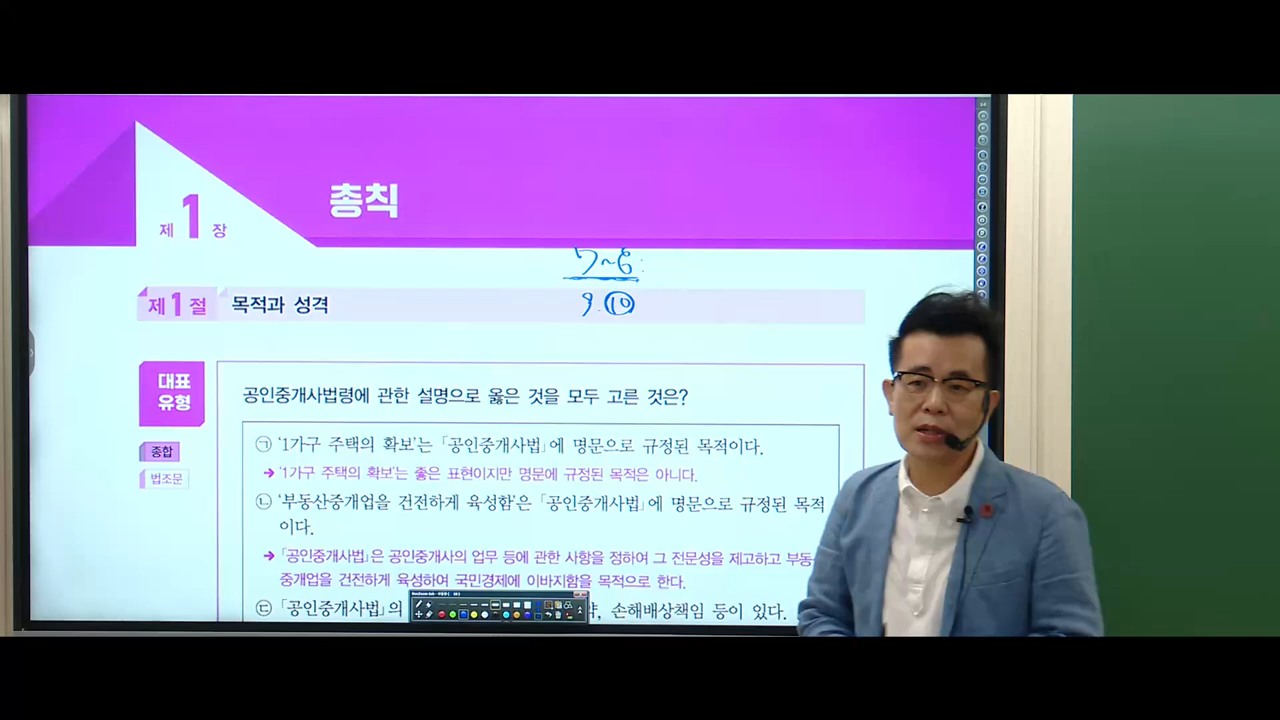 제 1 장
총칙
7~6
제 1 절 목적과 성격
9. 10
대표
유형
공인중개사법령에 관한 설명으로 옳은 것을 모두 고른 것은?
종합
법조문
㉠ '1가구 주택의 확보'는 「공인중개사법」에 명문으로 규정된 목적이다.
➔ '1가구 주택의 확보'는 좋은 표현이지만 명문에 규정된 목적은 아니다.
㉡ '부동산중개업을 건전하게 육성함'은 「공인중개사법」에 명문으로 규정된 목적
이다.
➔ 「공인중개사법」은 공인중개사의 업무 등에 관한 사항을 정하여 그 전문성을 제고하고 부동
중개업을 건전하게 육성하여 국민경제에 이바지함을 목적으로 한다.
㉢ 「공인중개사법」의 약, 손해배상책임 등이 있다.